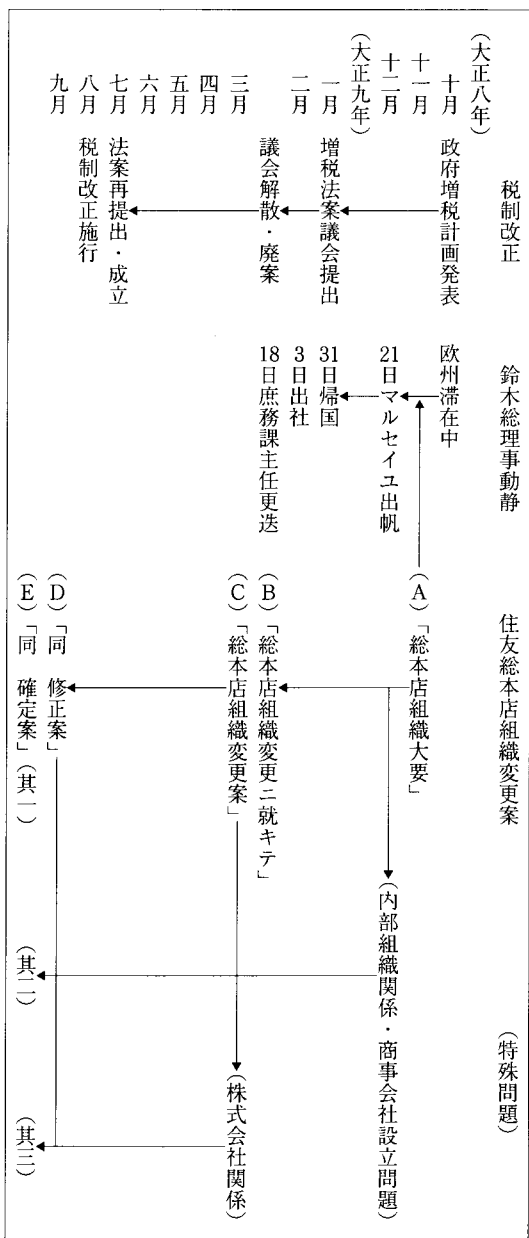 税制改正　鈴木総理事動静　住友総本店組織変更案　（特殊問題）
（大正八年）
十月　政府増税計画発表　欧州滞在中
十一月　（A）「総本店組織大要」
十二月　21日マルセイユ出帆　（内部組織関係・商事会社設立問題）
（大正九年）
一月　増税法案議会提出　31日帰国
二月　3日出社
議会解散・廃案　18日庶務課主任更迭　（B）「総本店組織変更ニ就キテ」
三月　（C）「総本店組織変更案」　（株式会社関係）
四月
五月
六月
七月　法案再提出・成立
八月　税制改正施行
九月　（D）「同　修正案」
（E）「同　確定案」（其一）　（其二）　（其三）